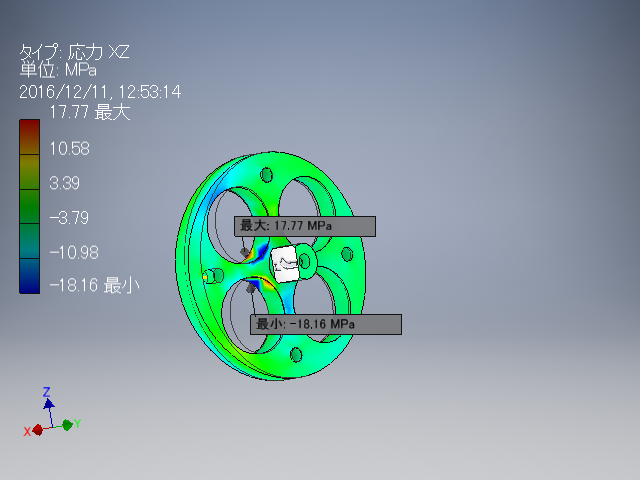 タイプ: 応力 XZ
単位: MPa
2016/12/11, 12:53:14
17.77 最大
10.58
3.39
-3.79
-10.98
-18.16 最小
最大: 17.77 MPa
最小: -18.16 MPa
Z
X
Y